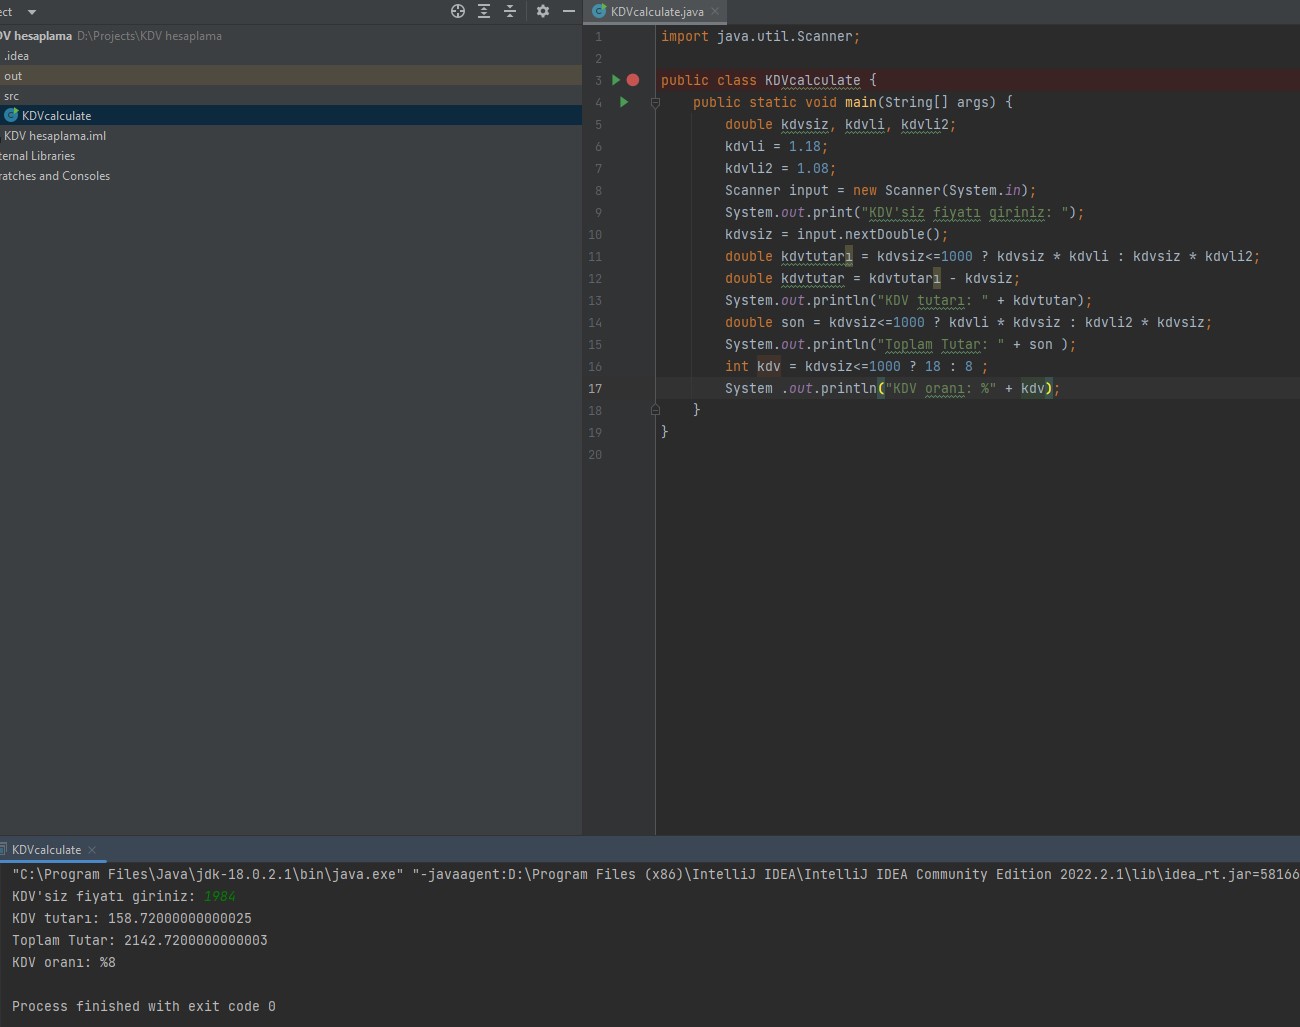 ect
KDVcalculate.java
DV hesaplama D:\Projects\KDV hesaplama
.idea
out
src
KDVcalculate
KDV hesaplama.iml
ternal Libraries
ratches and Consoles
1 import java.util.Scanner;
2
3 public class KDVcalculate {
4 public static void main(String[] args) {
5 double kdvsiz, kdvli, kdvli2;
6 kdvli = 1.18;
7 kdvli2 = 1.08;
8 Scanner input = new Scanner(System.in);
9 System.out.print("KDV'siz fiyatı giriniz: ");
10 kdvsiz = input.nextDouble();
11 double kdvtutarı = kdvsiz<=1000 ? kdvsiz * kdvli : kdvsiz * kdvli2;
12 double kdvtutar = kdvtutarı - kdvsiz;
13 System.out.println("KDV tutarı: " + kdvtutar);
14 double son = kdvsiz<=1000 ? kdvli * kdvsiz : kdvli2 * kdvsiz;
15 System.out.println("Toplam Tutar: " + son );
16 int kdv = kdvsiz<=1000 ? 18 : 8 ;
17 System .out.println("KDV oranı: %" + kdv);
18 }
19 }
20
KDVcalculate
"C:\Program Files\Java\jdk-18.0.2.1\bin\java.exe" "-javaagent:D:\Program Files (x86)\IntelliJ IDEA\IntelliJ IDEA Community Edition 2022.2.1\lib\idea_rt.jar=58166
KDV'siz fiyatı giriniz: 1984
KDV tutarı: 158.72000000000025
Toplam Tutar: 2142.7200000000003
KDV oranı: %8
Process finished with exit code 0